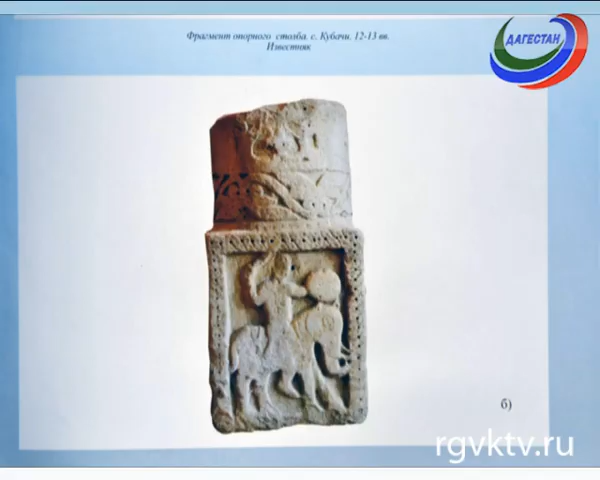 Фрагмент опорного столба. с. Кубачи. 12-13 вв.
Известняк
ДАГЕСТАН
б)
rgvktv.ru